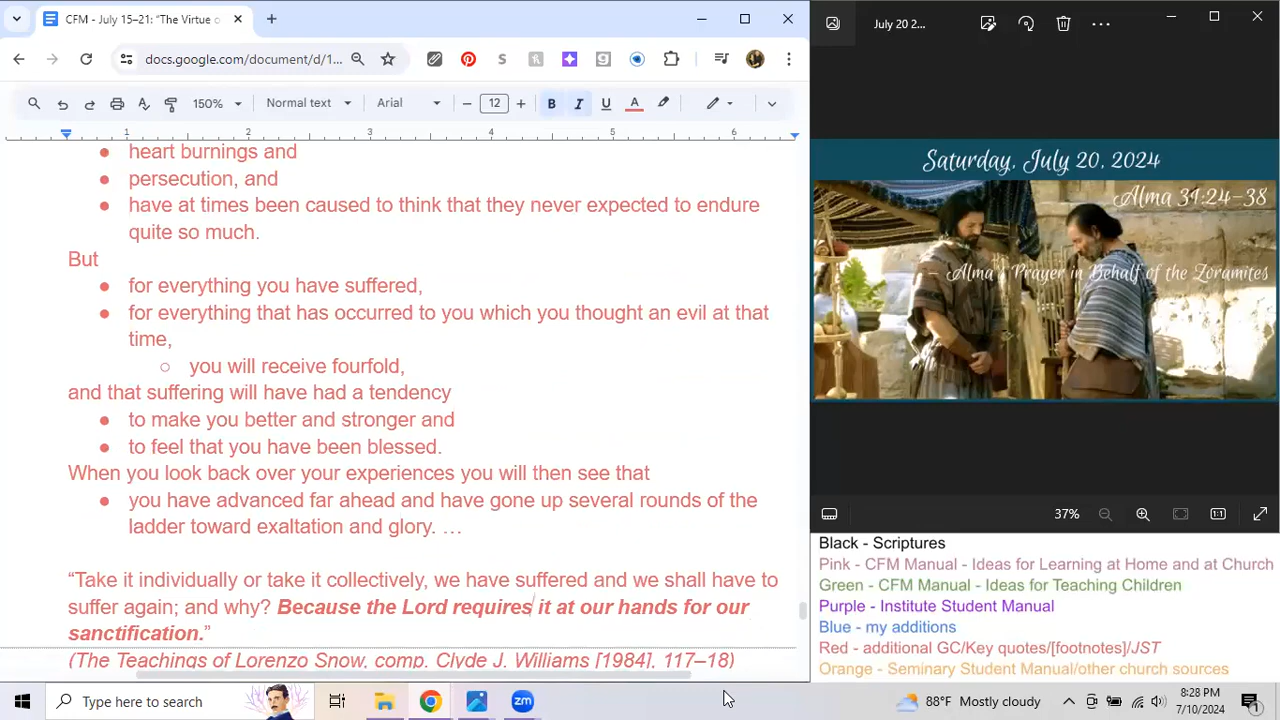 CFM - July 15–21: “The Virtue o
docs.google.com/document/d/1...
150%
Normal text
Arial
12
B
I
U
A
1
2
3
4
5
6
heart burnings and
persecution, and
have at times been caused to think that they never expected to endure
quite so much.
But
for everything you have suffered,
for everything that has occurred to you which you thought an evil at that
time,
you will receive fourfold,
and that suffering will have had a tendency
to make you better and stronger and
to feel that you have been blessed.
When you look back over your experiences you will then see that
you have advanced far ahead and have gone up several rounds of the
ladder toward exaltation and glory. …
“Take it individually or take it collectively, we have suffered and we shall have to
suffer again; and why? Because the Lord requires it at our hands for our
sanctification.”
(The Teachings of Lorenzo Snow, comp. Clyde J. Williams [1984], 117–18)
July 20 2...
Saturday, July 20, 2024
Alma 31:24-38
– Alma's Prayer in Behalf of the Zoramites
37%
1:1
Black - Scriptures
Pink - CFM Manual - Ideas for Learning at Home and at Church
Green - CFM Manual - Ideas for Teaching Children
Purple - Institute Student Manual
Blue - my additions
Red - additional GC/Key quotes/[footnotes]/JST
Orange - Seminary Student Manual/other church sources
Type here to search
zm
88°F Mostly cloudy
8:28 PM
7/10/2024
1